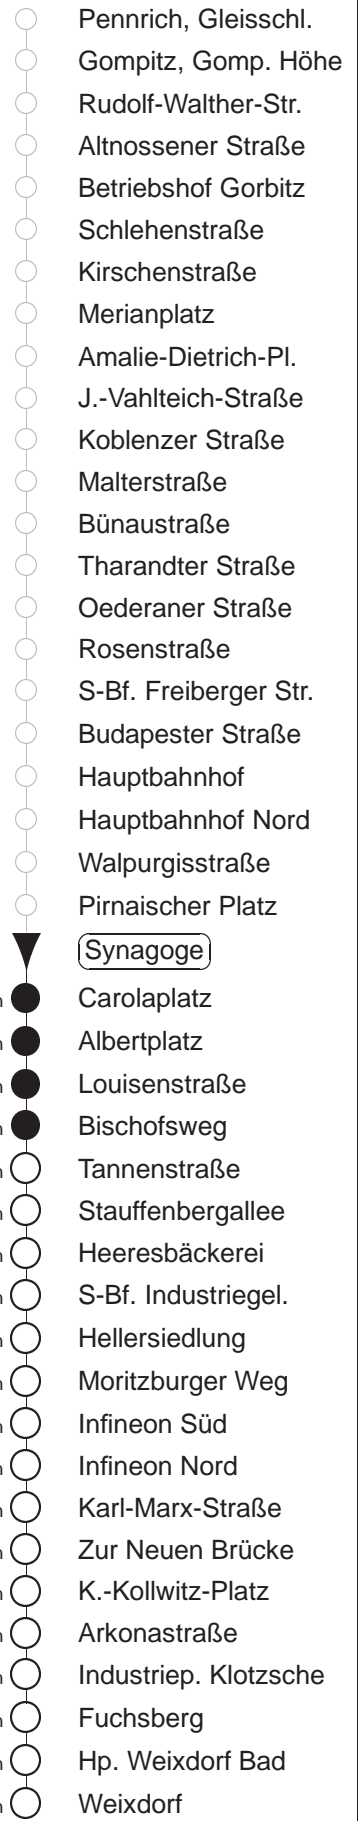 Pennrich, Gleisschl.
Gompitz, Gomp. Höhe
Rudolf-Walther-Str.
Altnossener Straße
Betriebshof Gorbitz
Schlehenstraße
Kirschenstraße
Merianplatz
Amalie-Dietrich-Pl.
J.-Vahlteich-Straße
Koblenzer Straße
Malterstraße
Bünaustraße
Tharandter Straße
Oederaner Straße
Rosenstraße
S-Bf. Freiberger Str.
Budapester Straße
Hauptbahnhof
Hauptbahnhof Nord
Walpurgisstraße
Pirnaischer Platz
Synagoge
Carolaplatz
Albertplatz
Louisenstraße
Bischofsweg
Tannenstraße
Stauffenbergallee
Heeresbäckerei
S-Bf. Industriegel.
Hellersiedlung
Moritzburger Weg
Infineon Süd
Infineon Nord
Karl-Marx-Straße
Zur Neuen Brücke
K.-Kollwitz-Platz
Arkonastraße
Industriep. Klotzsche
Fuchsberg
Hp. Weixdorf Bad
Weixdorf